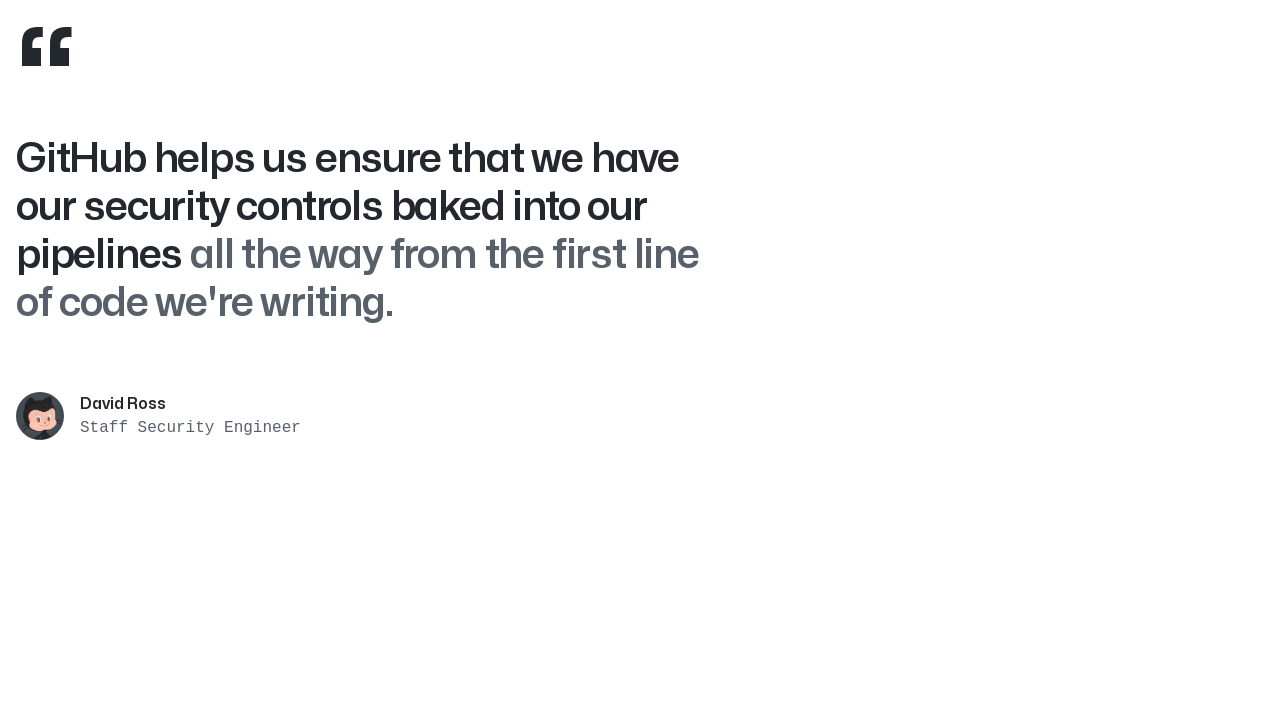 “
GitHub helps us ensure that we have
our security controls baked into our
pipelines all the way from the first line
of code we're writing.
David Ross
Staff Security Engineer